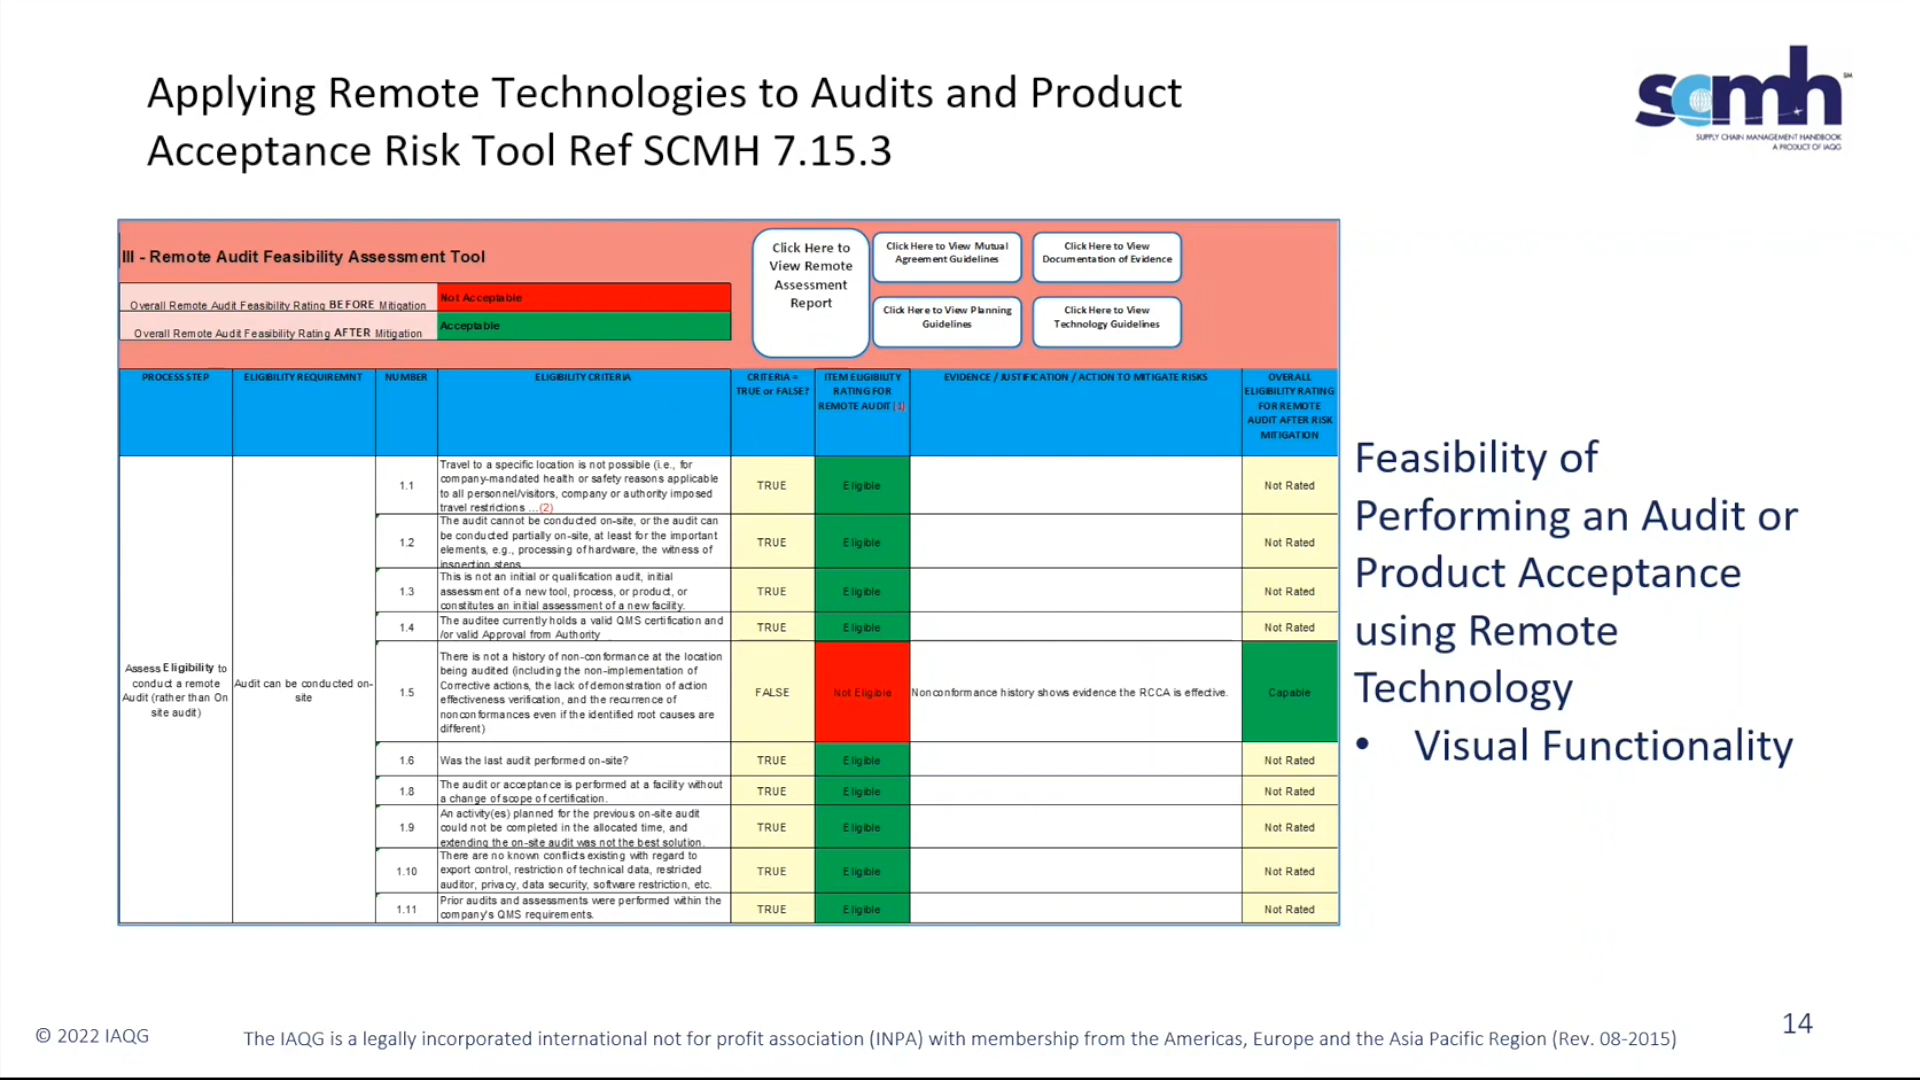 Applying Remote Technologies to Audits and Product
Acceptance Risk Tool Ref SCMH 7.15.3
scmh
SM
SUPPLY CHAIN MANAGEMENT HANDBOOK
A PRODUCT OF IAQG
III - Remote Audit Feasibility Assessment Tool
Overall Remote Audit Feasibility Rating BEFORE Mitigation
Not Acceptable
Overall Remote Audit Feasibility Rating AFTER Mitigation
Acceptable
Click Here to
View Remote
Assessment
Report
Click Here to View Mutual
Agreement Guidelines
Click Here to View
Documentation of Evidence
Click Here to View Planning
Guidelines
Click Here to View
Technology Guidelines
PROCESS STEP
ELIGIBILITY REQUIREMNT
NUMBER
ELIGIBILITY CRITERIA
CRITERIA =
TRUE or FALSE?
ITEM ELIGIBILITY
RATING FOR
REMOTE AUDIT (1)
EVIDENCE / JUSTIFICATION / ACTION TO MITIGATE RISKS
OVERALL
ELIGIBILITY RATING
FOR REMOTE
AUDIT AFTER RISK
MITIGATION
Assess Eligibility to
conduct a remote
Audit (rather than On
site audit)
Audit can be conducted on-
site
1.1
Travel to a specific location is not possible (i.e., for
company-mandated health or safety reasons applicable
to all personnel/visitors, company or authority imposed
travel restrictions ...(2)
TRUE
Eligible
Not Rated
1.2
The audit cannot be conducted on-site, or the audit can
be conducted partially on-site, at least for the important
elements, e.g., processing of hardware, the witness of
inspection steps
TRUE
Eligible
Not Rated
1.3
This is not an initial or qualification audit, initial
assessment of a new tool, process, or product, or
constitutes an initial assessment of a new facility.
TRUE
Eligible
Not Rated
1.4
The auditee currently holds a valid QMS certification and
/or valid Approval from Authority
TRUE
Eligible
Not Rated
1.5
There is not a history of non-conformance at the location
being audited (including the non-implementation of
Corrective actions, the lack of demonstration of action
effectiveness verification, and the recurrence of
nonconformances even if the identified root causes are
different)
FALSE
Not Eligible
Nonconformance history shows evidence the RCCA is effective.
Capable
1.6
Was the last audit performed on-site?
TRUE
Eligible
Not Rated
1.8
The audit or acceptance is performed at a facility without
a change of scope of certification.
TRUE
Eligible
Not Rated
1.9
An activity(es) planned for the previous on-site audit
could not be completed in the allocated time, and
extending the on-site audit was not the best solution.
TRUE
Eligible
Not Rated
1.10
There are no known conflicts existing with regard to
export control, restriction of technical data, restricted
auditor, privacy, data security, software restriction, etc.
TRUE
Eligible
Not Rated
1.11
Prior audits and assessments were performed within the
company's QMS requirements.
TRUE
Eligible
Not Rated
Feasibility of
Performing an Audit or
Product Acceptance
using Remote
Technology
• Visual Functionality
© 2022 IAQG
The IAQG is a legally incorporated international not for profit association (INPA) with membership from the Americas, Europe and the Asia Pacific Region (Rev. 08-2015)
14